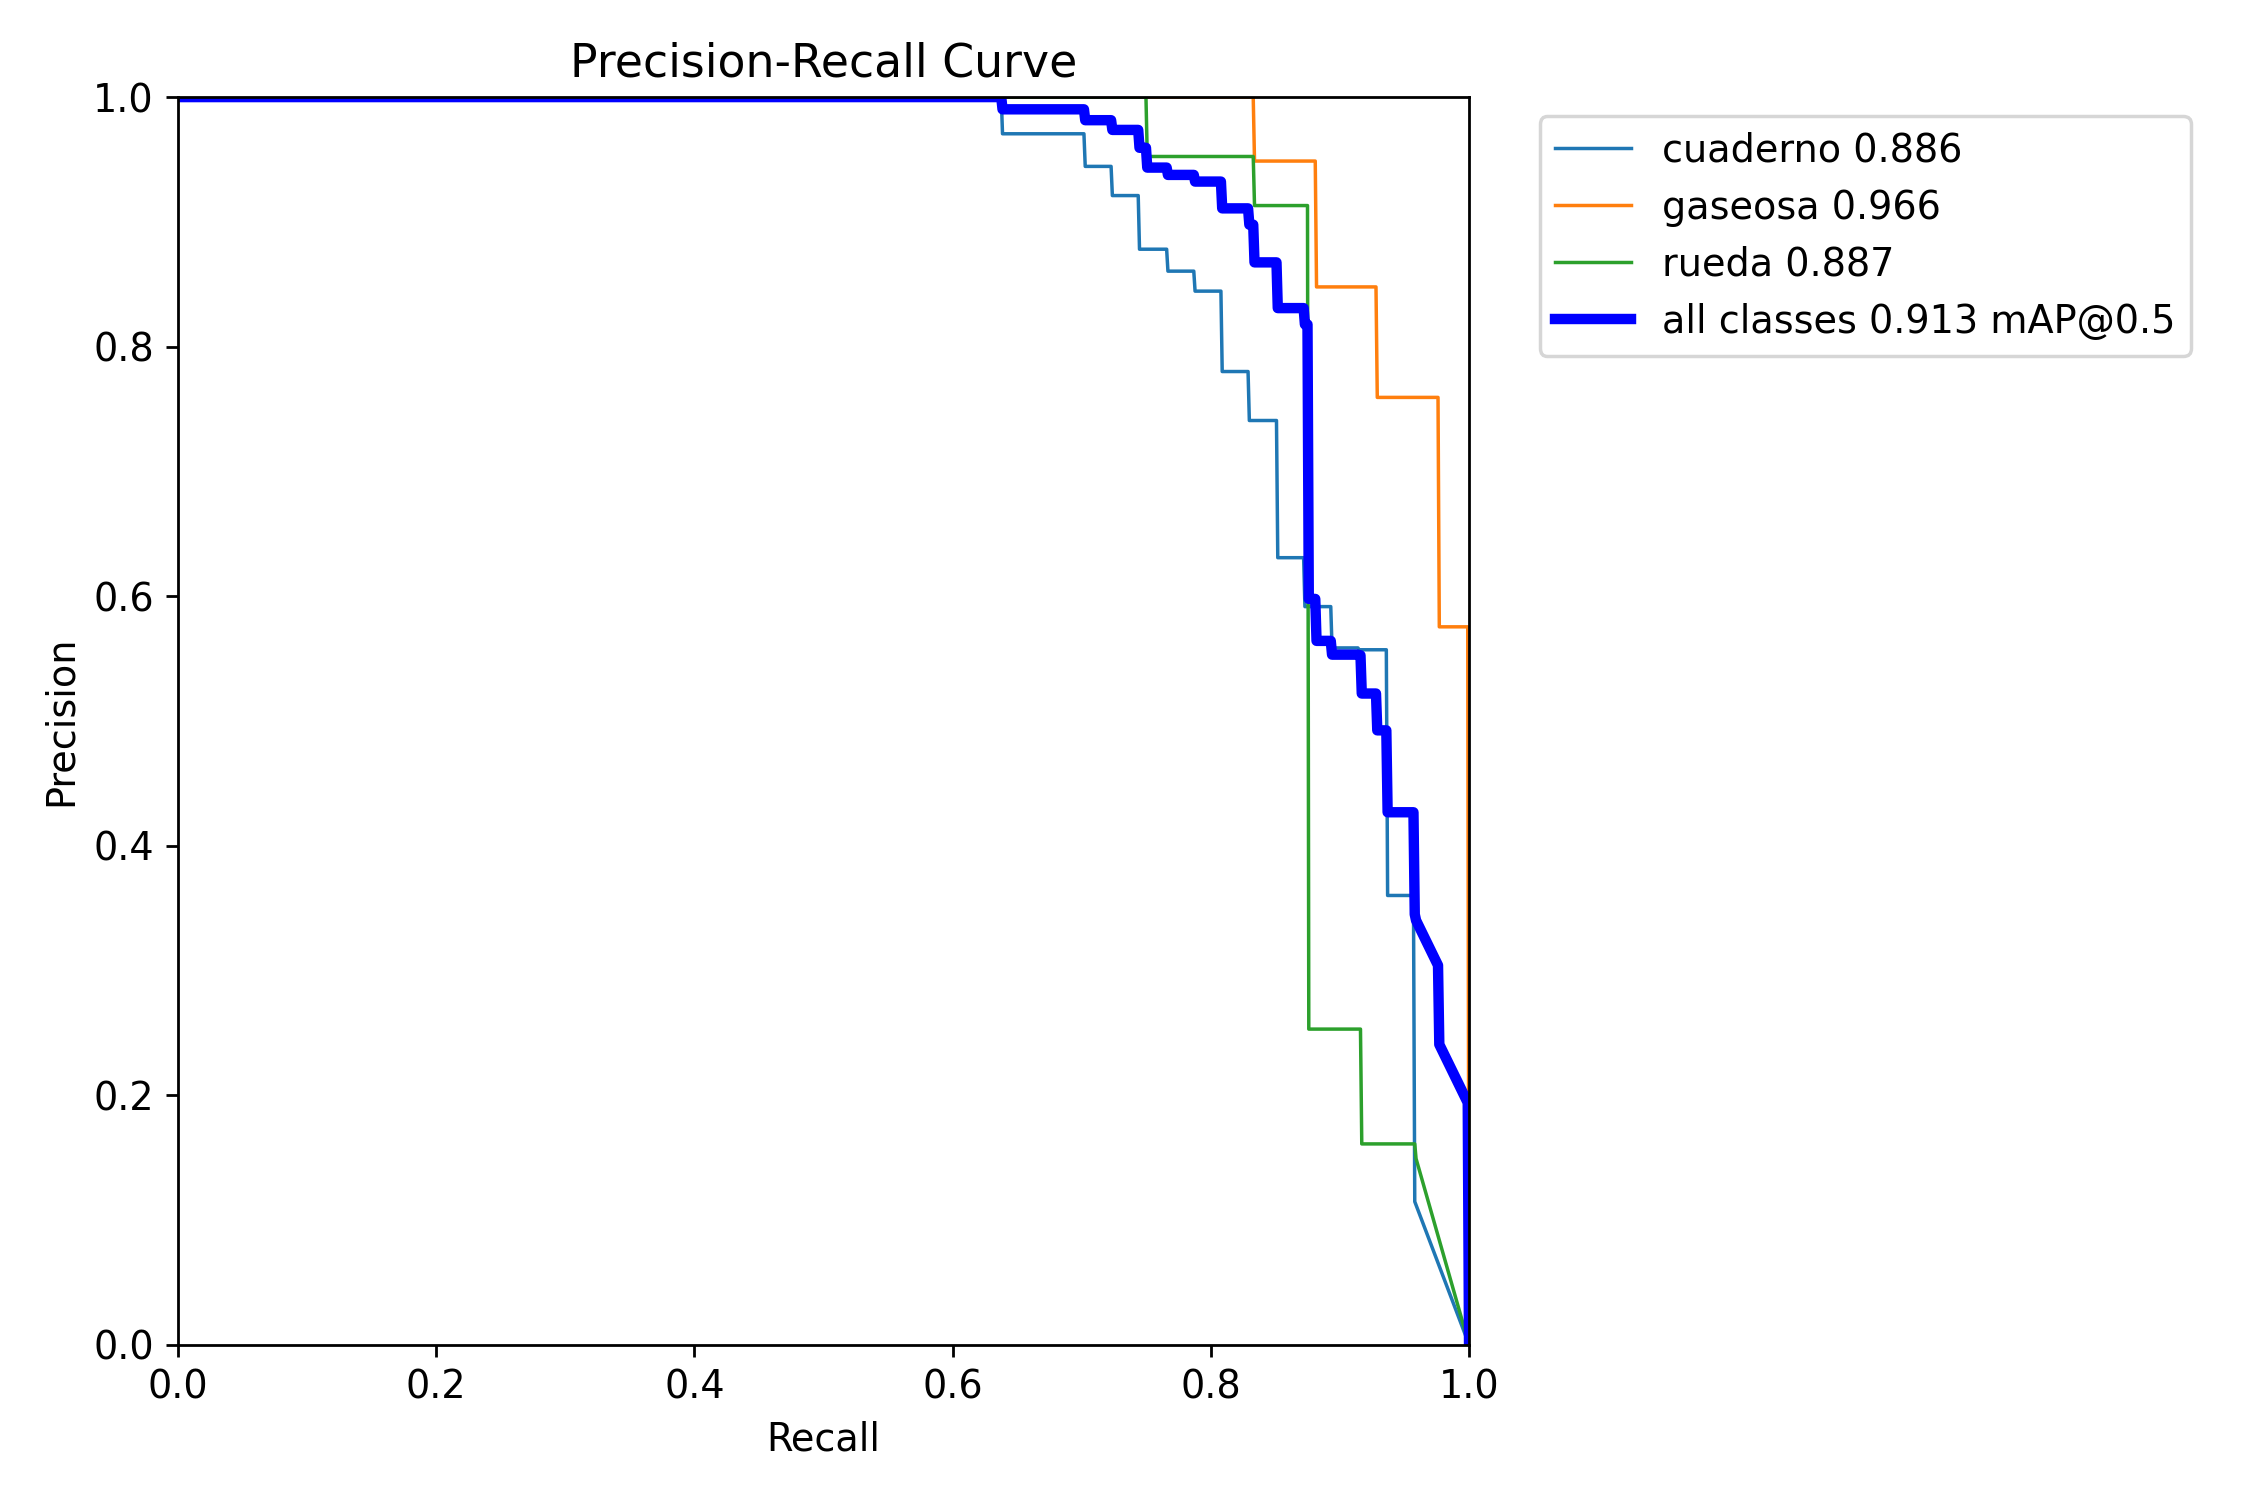 Precision-Recall Curve
1.0
0.8
0.6
0.4
0.2
0.0
Precision
0.0 0.2 0.4 0.6 0.8 1.0
Recall
cuaderno 0.886
gaseosa 0.966
rueda 0.887
all classes 0.913 mAP@0.5